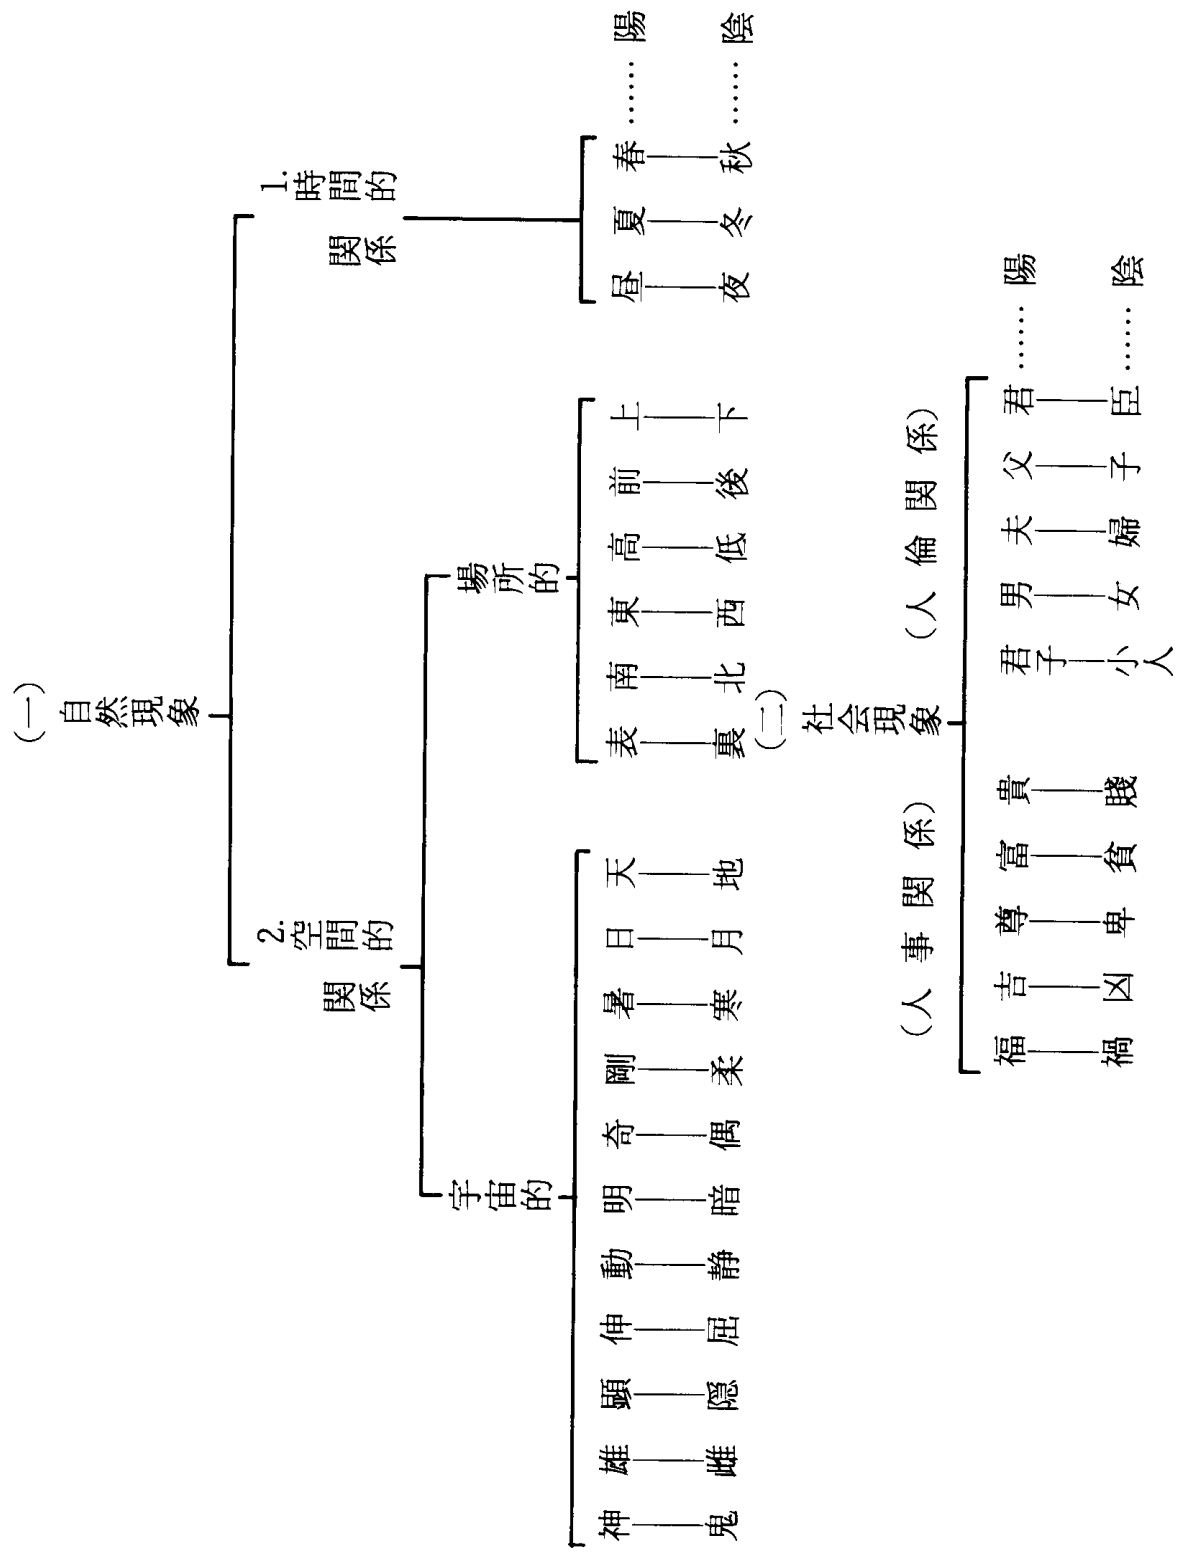 (一)
自然現象
1.
時間的
関係
春――秋
夏――冬
昼――夜
……陽
……陰
2.
空間的
関係
場所的
上――下
前――後
高――低
東――西
南――北
表――裏
宇宙的
天――地
日――月
暑――寒
剛――柔
奇――偶
明――暗
動――静
伸――屈
顕――隠
雄――雌
神――鬼
(二)
社会現象
(人倫関係)
君――臣
父――子
夫――婦
男――女
君子――小人
……陽
……陰
(人事関係)
貴――賤
富――貧
尊――卑
吉――凶
福――禍